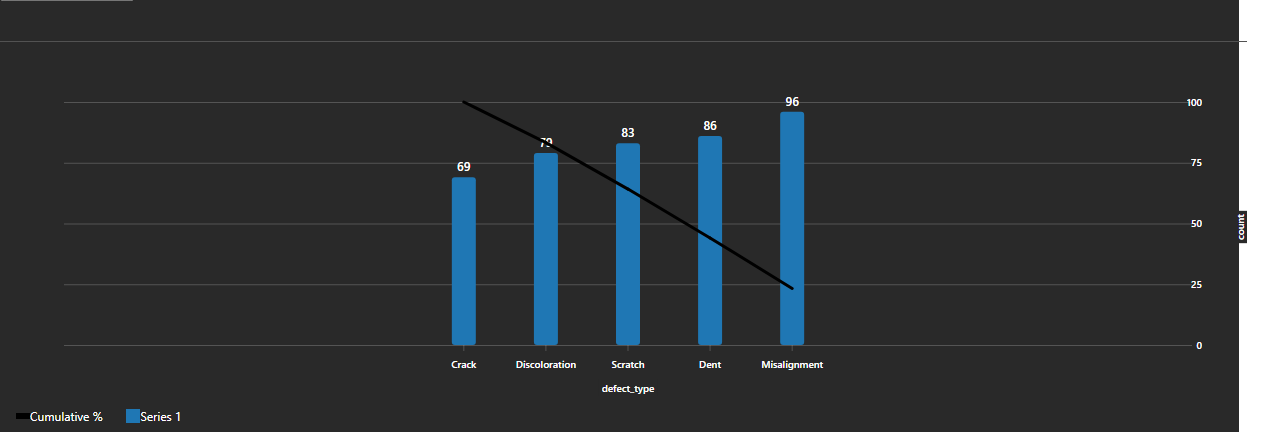 96
100
86
83
79
69
75
50
count
25
0
Crack Discoloration Scratch Dent Misalignment
defect_type
Cumulative % Series 1